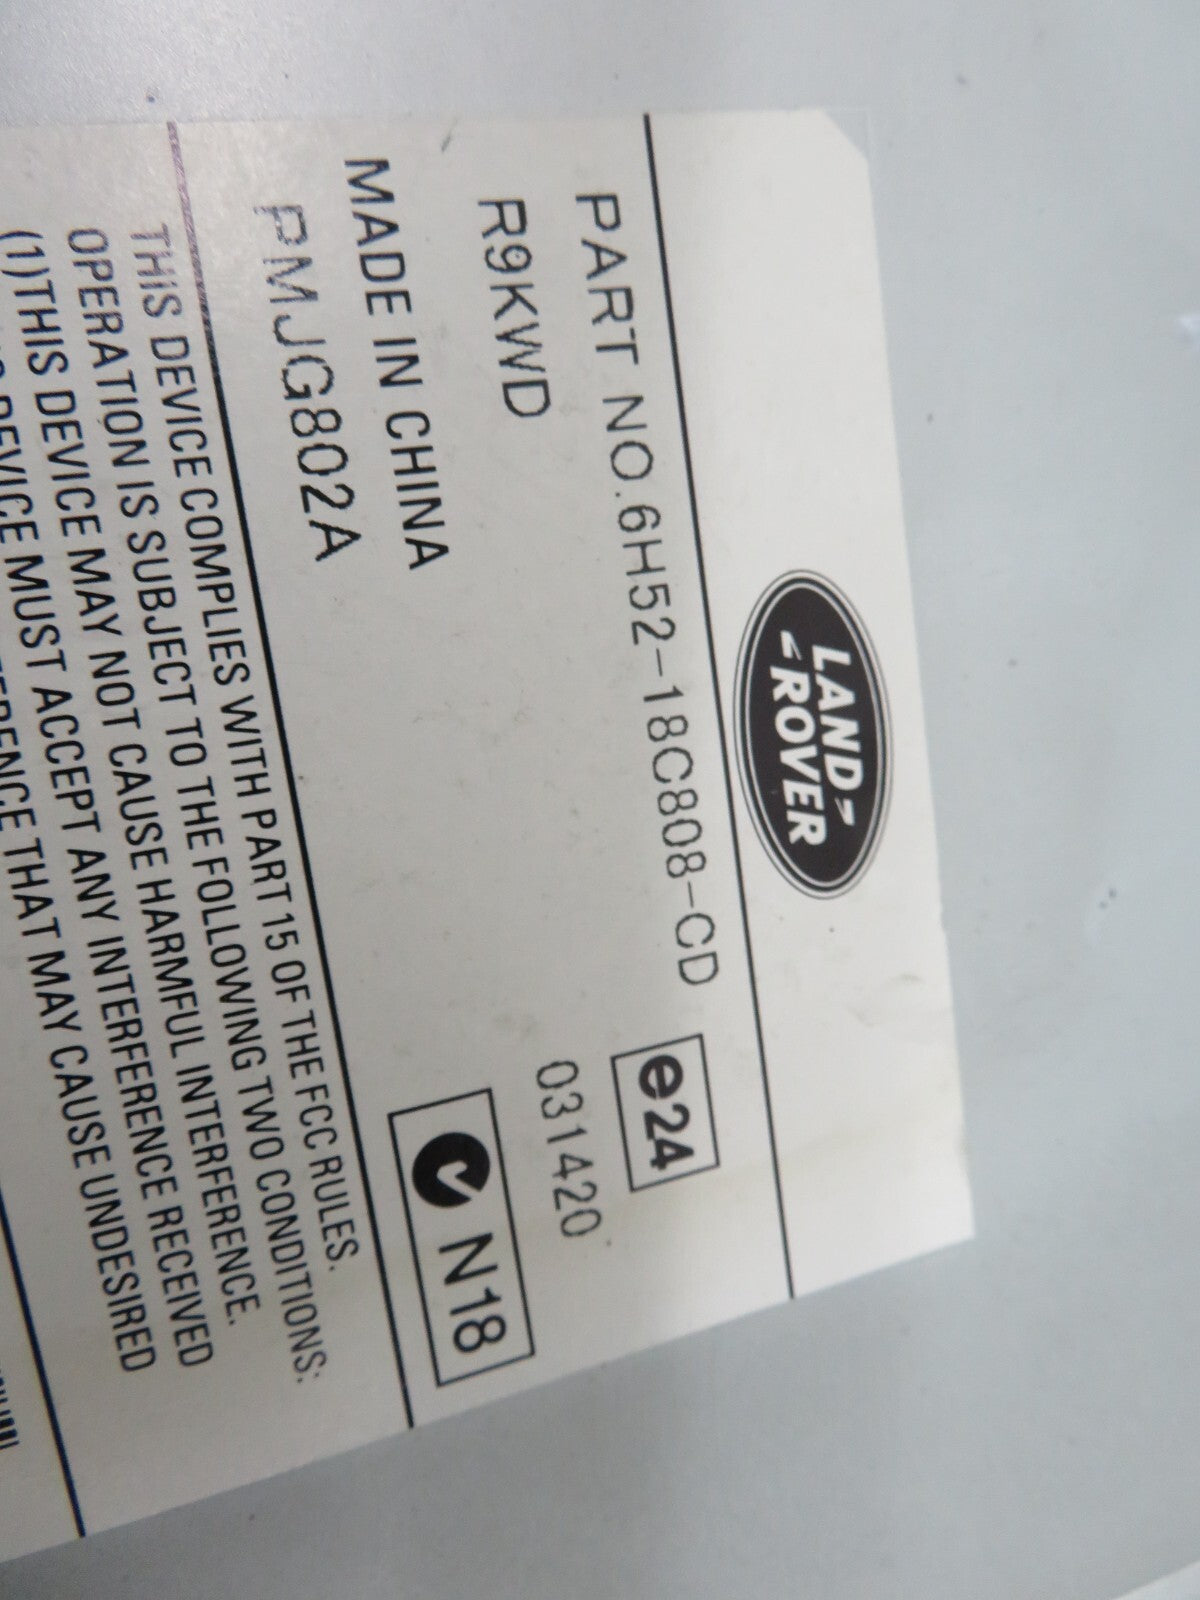 LAND
ROVER
PART NO.6H52-18C808-CD
e24
R9KWD
031420
MADE IN CHINA
N18
PMJG802A
THIS DEVICE COMPLIES WITH PART 15 OF THE FCC RULES.
OPERATION IS SUBJECT TO THE FOLLOWING TWO CONDITIONS:
(1)THIS DEVICE MAY NOT CAUSE HARMFUL INTERFERENCE.
DEVICE MUST ACCEPT ANY INTERFERENCE RECEIVED
THAT MAY CAUSE UNDESIRED